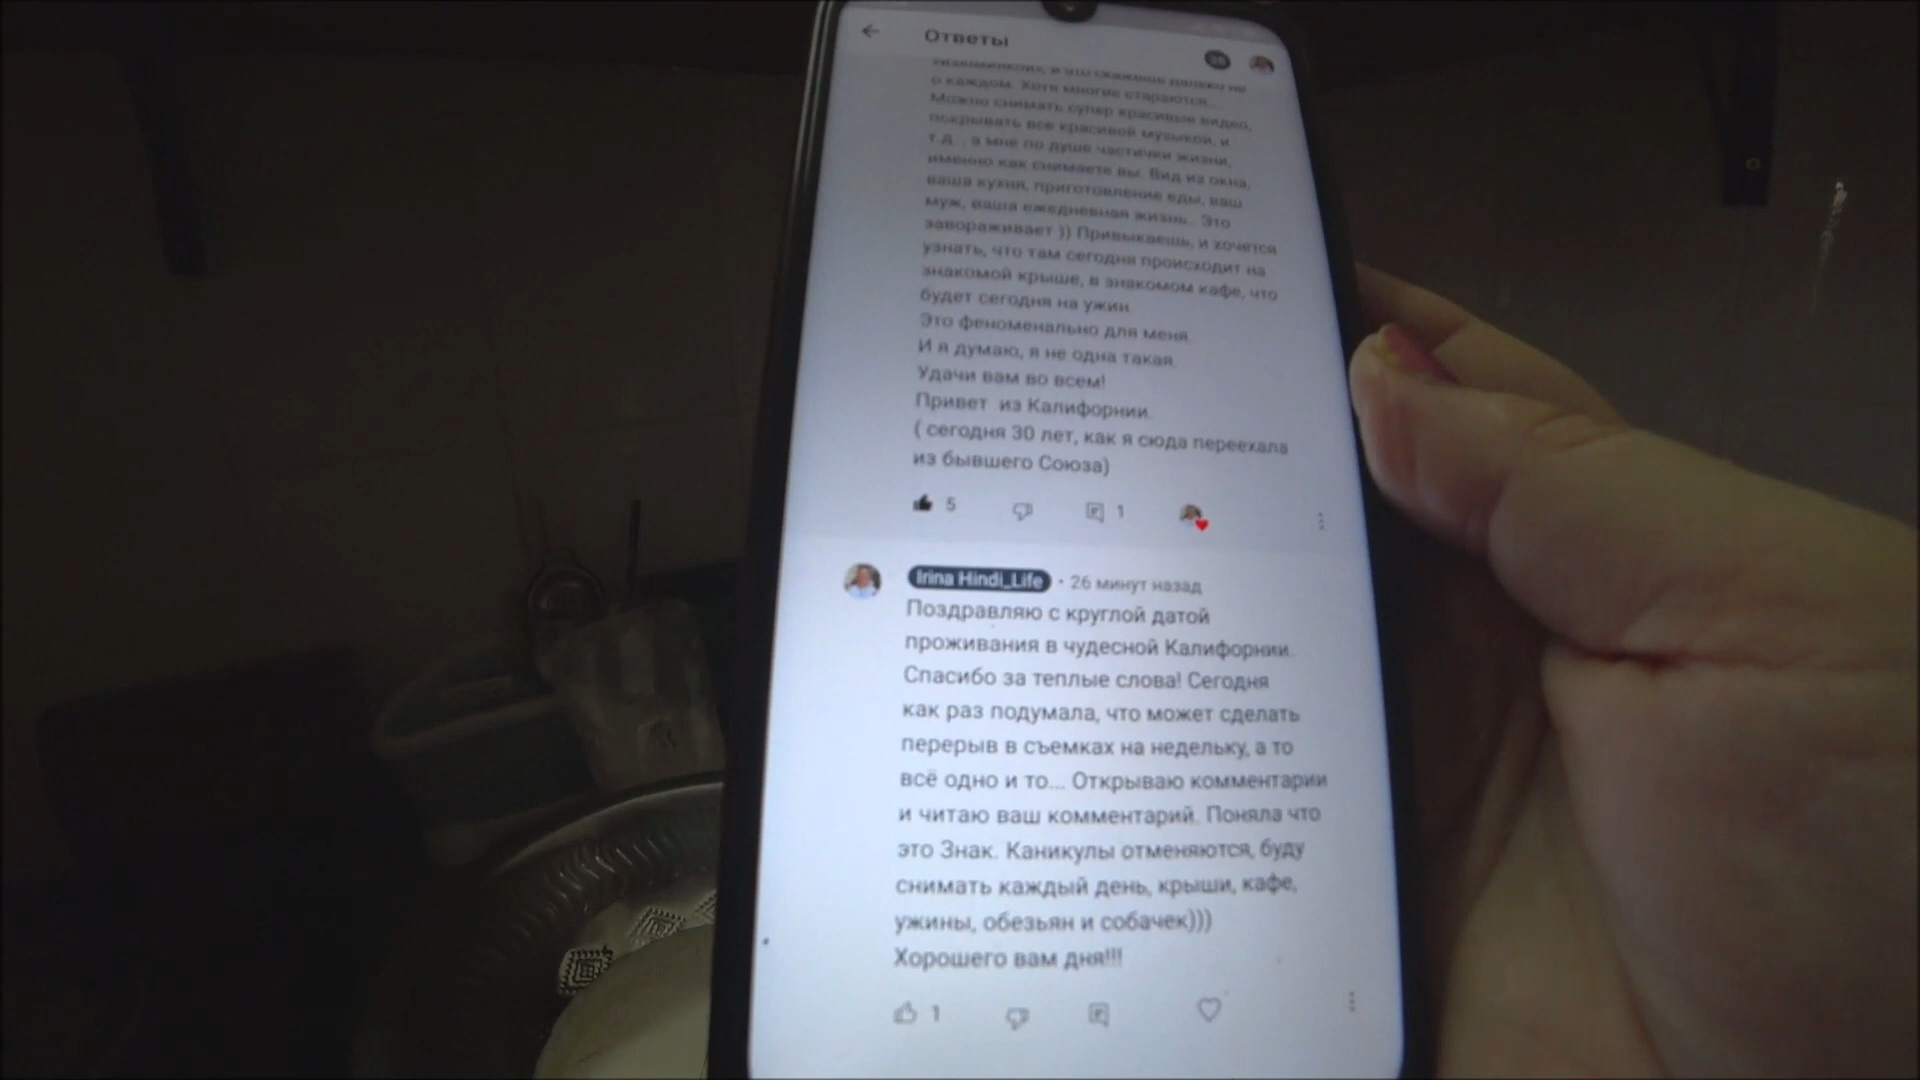 Ответы
о каждом. Хотя многие стараются...
Можно снимать супер красивые видео,
покрывать все красивой музыкой, и
т.д. , а мне по душе частички жизни,
именно как снимаете вы. Вид из окна,
ваша кухня, приготовление еды, ваш
муж, ваша ежедневная жизнь.. Это
завораживает )) Привыкаешь, и хочется
узнать, что там сегодня происходит на
знакомой крыше, в знакомом кафе, что
будет сегодня на ужин.
Это феноменально для меня.
И я думаю, я не одна такая.
Удачи вам во всем!
Привет из Калифорнии.
( сегодня 30 лет, как я сюда переехала
из бывшего Союза)
5
1
Irina Hindi_Life · 26 минут назад
Поздравляю с круглой датой
проживания в чудесной Калифорнии.
Спасибо за теплые слова! Сегодня
как раз подумала, что может сделать
перерыв в съемках на недельку, а то
всё одно и то... Открываю комментарии
и читаю ваш комментарий. Поняла что
это Знак. Каникулы отменяются, буду
снимать каждый день, крыши, кафе,
ужины, обезьян и собачек)))
Хорошего вам дня!!!
1